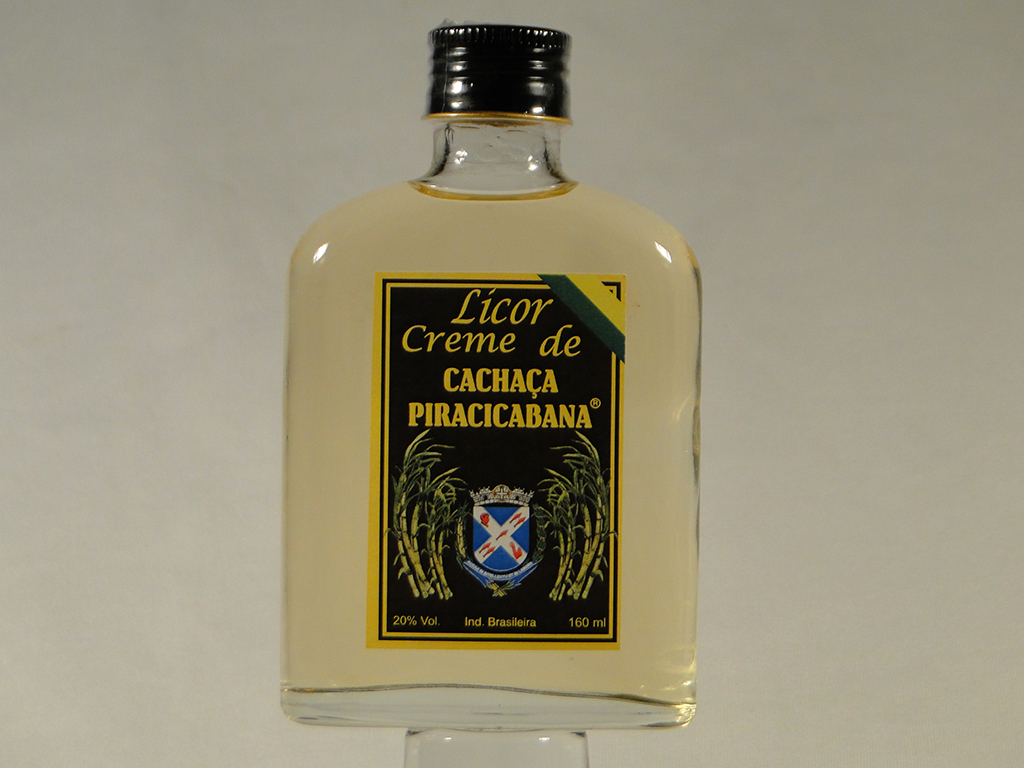 Licor
Creme de
CACHAÇA
PIRACICABANA®
20% Vol. Ind. Brasileira 160 ml